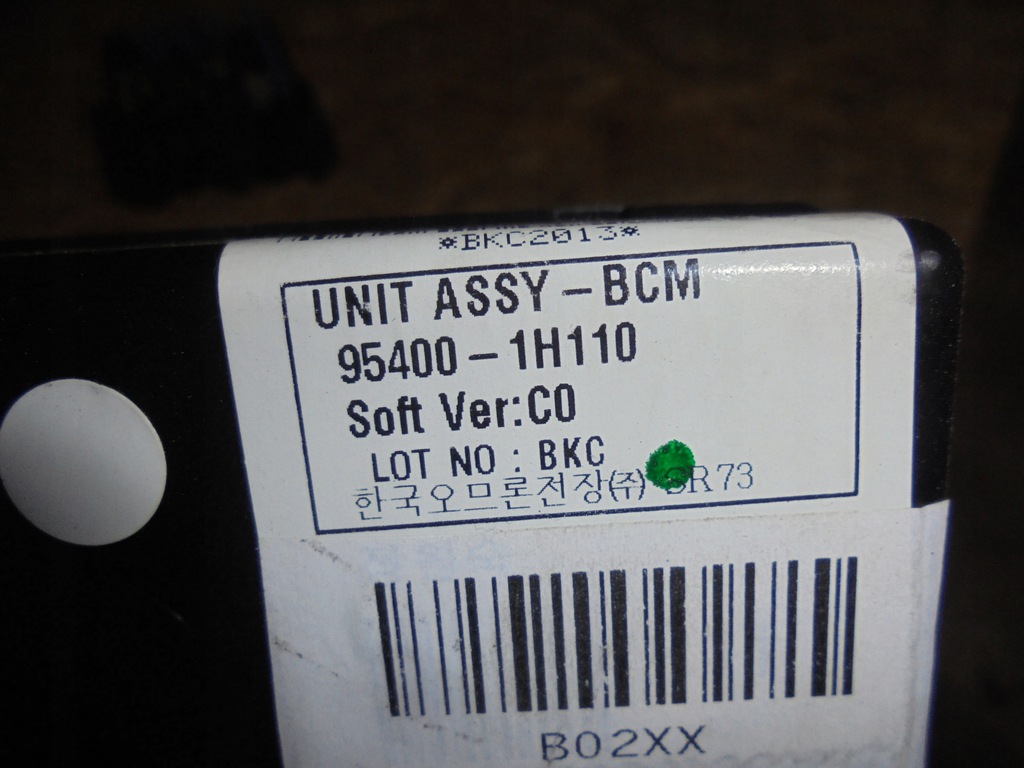 *BKC2013*
UNIT ASSY-BCM
95400-1H110
Soft Ver:C0
LOT NO : BKC
한국오므론전장(주) SR73
B02XX